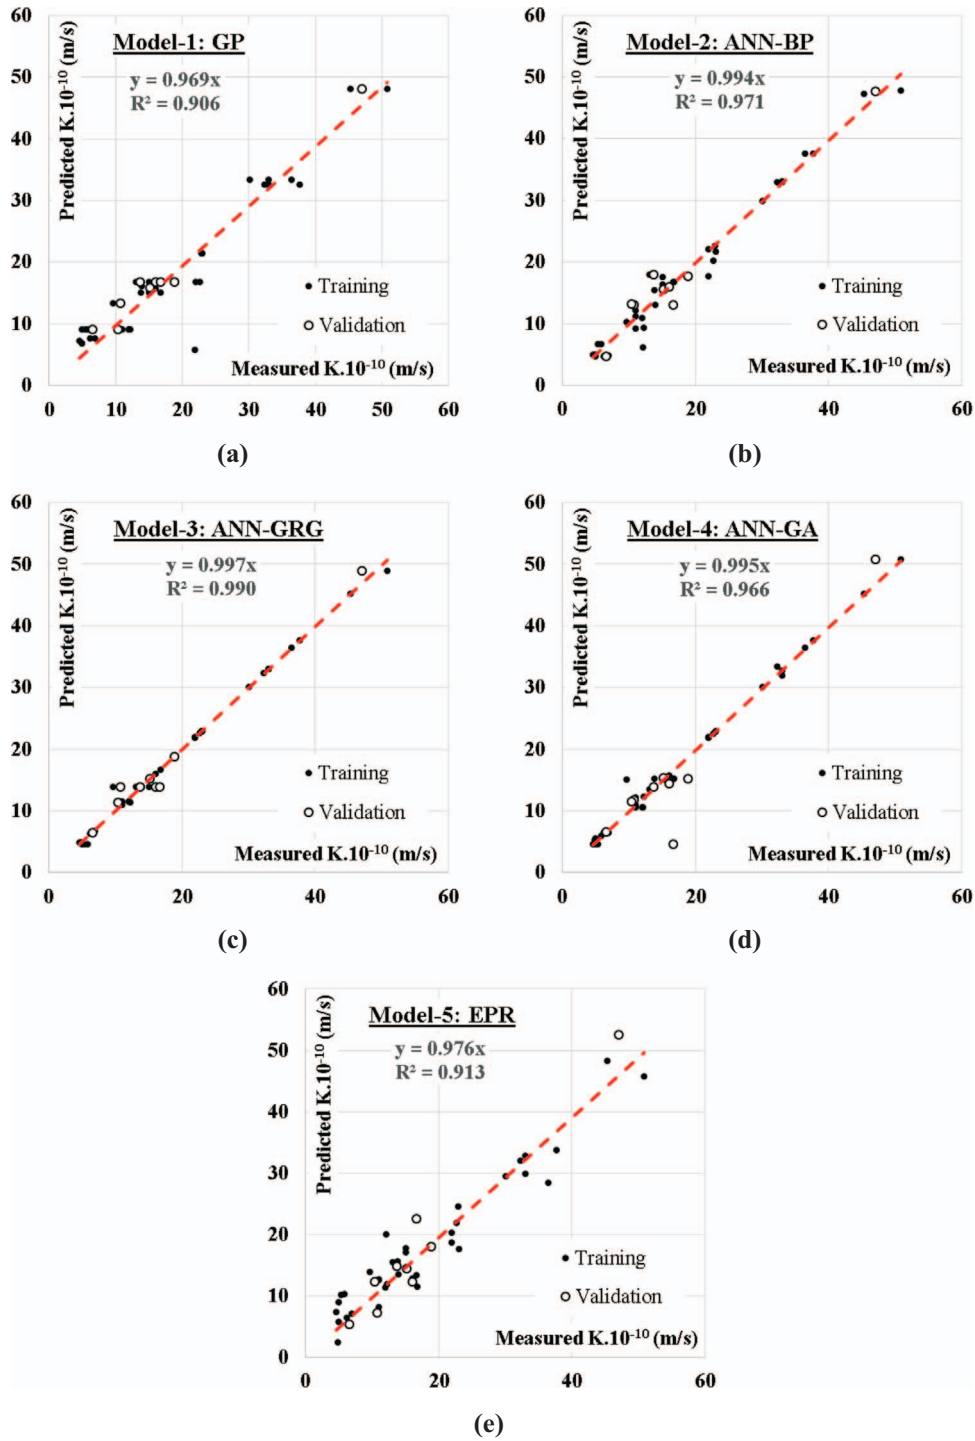 Model-1: GP
y = 0.969x
R² = 0.906
Predicted K.10⁻¹⁰ (m/s)
60
50
40
30
20
10
0
Training
Validation
Measured K.10⁻¹⁰ (m/s)
0 10 20 30 40 50 60
(a)
Model-2: ANN-BP
y = 0.994x
R² = 0.971
Predicted K.10⁻¹⁰ (m/s)
60
50
40
30
20
10
0
Training
Validation
Measured K.10⁻¹⁰ (m/s)
0 20 40 60
(b)
Model-3: ANN-GRG
y = 0.997x
R² = 0.990
Predicted K.10⁻¹⁰ (m/s)
60
50
40
30
20
10
0
Training
Validation
Measured K.10⁻¹⁰ (m/s)
0 20 40 60
(c)
Model-4: ANN-GA
y = 0.995x
R² = 0.966
Predicted K.10⁻¹⁰ (m/s)
60
50
40
30
20
10
0
Training
Validation
Measured K.10⁻¹⁰ (m/s)
0 20 40 60
(d)
Model-5: EPR
y = 0.976x
R² = 0.913
Predicted K.10⁻¹⁰ (m/s)
60
50
40
30
20
10
0
Training
Validation
Measured K.10⁻¹⁰ (m/s)
0 20 40 60
(e)